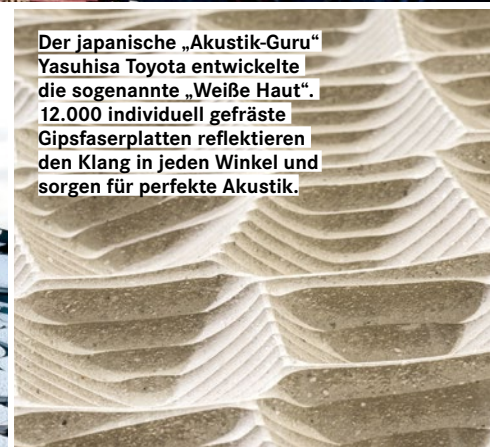 Der japanische „Akustik-Guru“
Yasuhisa Toyota entwickelte
die sogenannte „Weiße Haut“.
12.000 individuell gefräste
Gipsfaserplatten reflektieren
den Klang in jeden Winkel und
sorgen für perfekte Akustik.